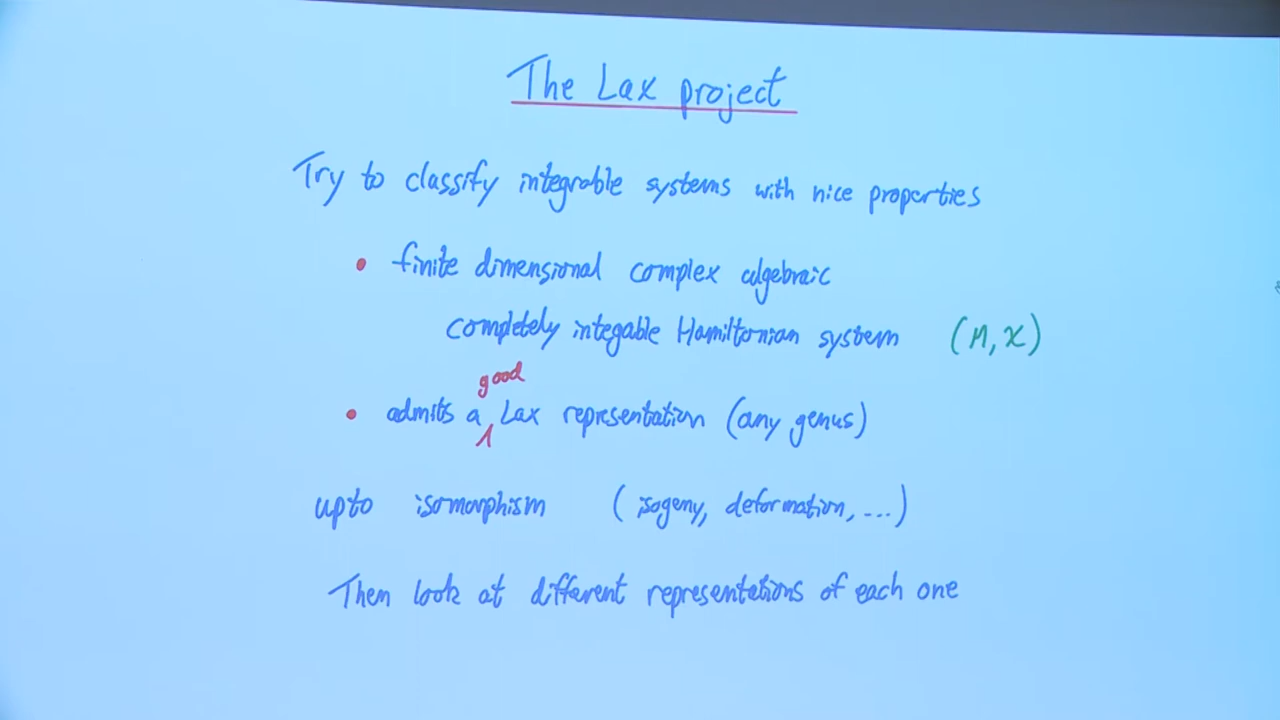 The Lax project
Try to classify integrable systems with nice properties
• finite dimensional complex algebraic
completely integable Hamiltonian system (M, χ)
good
• admits a Lax representation (any genus)
upto isomorphism (isogeny, deformation, ...)
Then look at different representations of each one